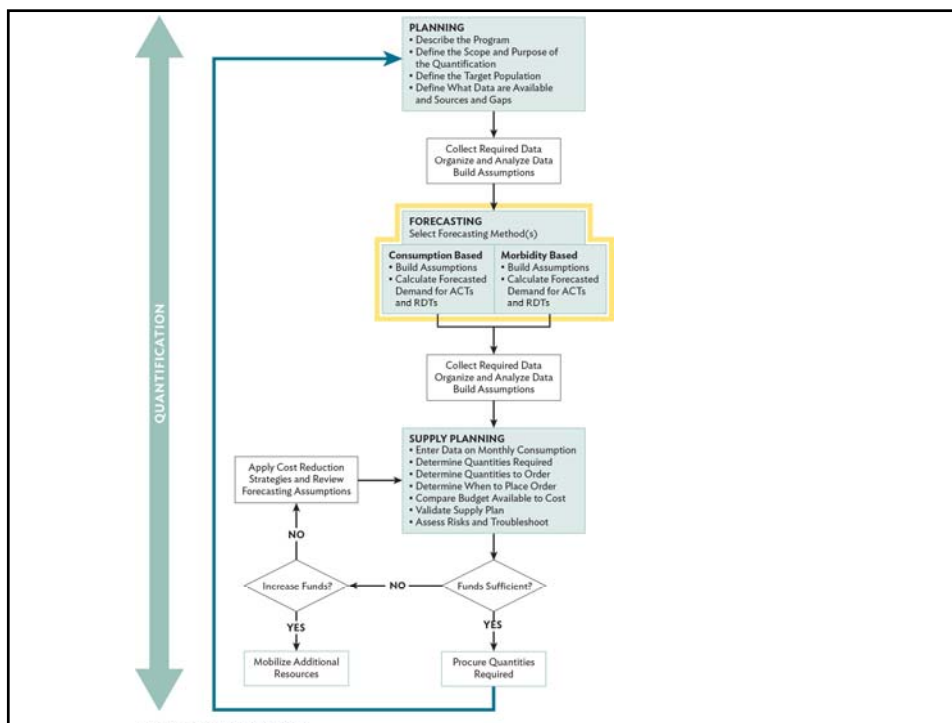 PLANNING
• Describe the Program
• Define the Scope and Purpose of
the Quantification
• Define the Target Population
• Define What Data are Available
and Sources and Gaps
Collect Required Data
Organize and Analyze Data
Build Assumptions
FORECASTING
Select Forecasting Method(s)
Consumption Based
• Build Assumptions
• Calculate Forecasted
Demand for ACTs
and RDTs
Morbidity Based
• Build Assumptions
• Calculate Forecasted
Demand for ACTs
and RDTs
Collect Required Data
Organize and Analyze Data
Build Assumptions
QUANTIFICATION
SUPPLY PLANNING
• Enter Data on Monthly Consumption
• Determine Quantities Required
• Determine Quantities to Order
• Determine When to Place Order
• Compare Budget Available to Cost
• Validate Supply Plan
• Assess Risks and Troubleshoot
Apply Cost Reduction
Strategies and Review
Forecasting Assumptions
NO
Increase Funds?
NO
Funds Sufficient?
YES
YES
Mobilize Additional
Resources
Procure Quantities
Required